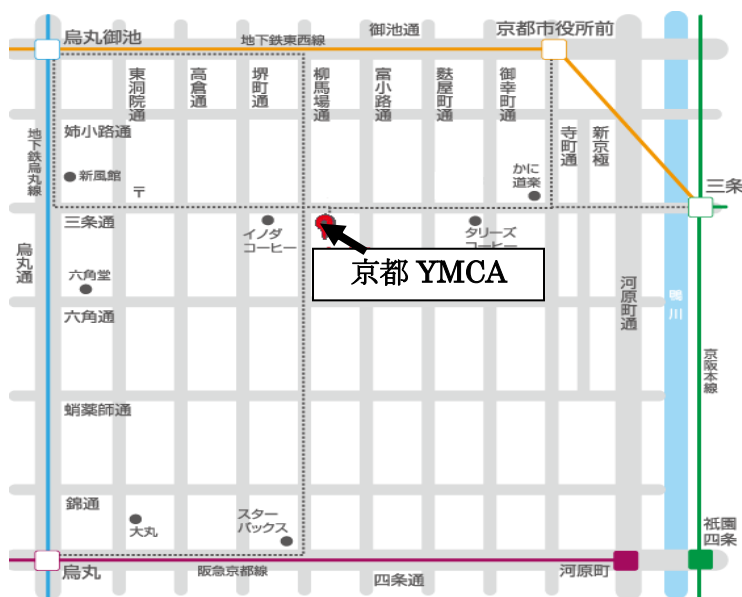 烏丸御池
地下鉄東西線
御池通
京都市役所前
東洞院通
高倉通
堺町通
柳馬場通
富小路通
麩屋町通
御幸町通
寺町通
新京極
地下鉄烏丸線
姉小路通
新風館
〒
かに
道楽
三条
三条通
イノダ
コーヒー
タリーズ
コーヒー
烏丸通
六角堂
京都 YMCA
河原町通
鴨川
六角通
京阪本線
蛸薬師通
錦通
大丸
スター
バックス
祇園
四条
烏丸
阪急京都線
四条通
河原町